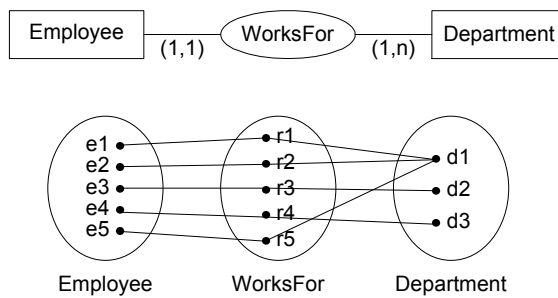 Employee WorksFor Department
(1,1) (1,n)
e1 r1
e2 r2 d1
e3 r3 d2
e4 r4 d3
e5 r5
Employee WorksFor Department